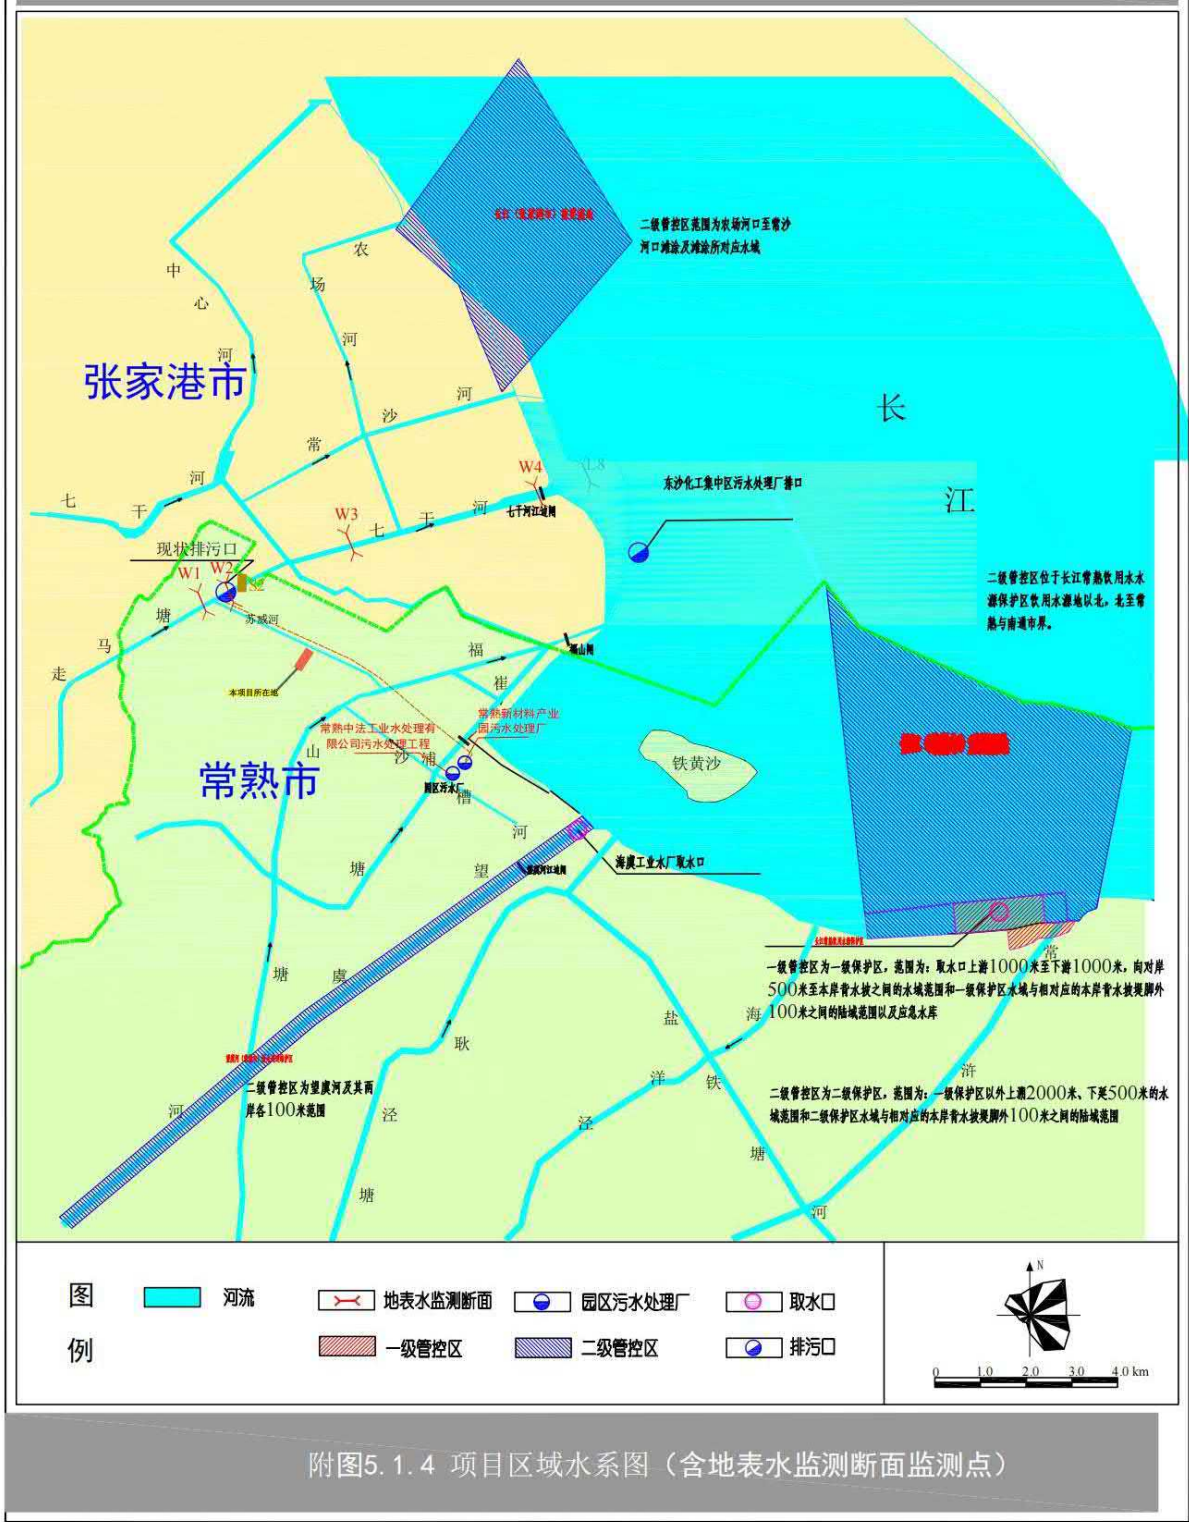 二级管控区范围为农场河口至常沙
河口滩涂及滩涂所对应水域
农
场
河
中
心
河
张家港市
河
沙
常
长
江
W4
L8
东沙化工集中区污水处理厂排口
七
干
河
W3
七
干
河
七干河江边闸
现状排污口
W1
W2
苏威河
二级管控区位于长江常熟饮用水水
源保护区饮用水源地以北，北至常
熟与南通市界。
走
马
塘
本项目所在地
福
山
塘
福山闸
崔
浦
塘
常熟新材料产业
园污水处理厂
常熟中法工业水处理有
限公司污水处理工程
沙
槽
河
园区污水厂
常熟市
铁黄沙
海虞工业水厂取水口
望
虞
河
望虞河江边闸
一级管控区为一级保护区，范围为：取水口上游1000米至下游1000米，向对岸
500米至本岸背水坡之间的水域范围和一级保护区水域与相对应的本岸背水坡堤脚外
100米之间的陆域范围以及应急水库
二级管控区为二级保护区，范围为：一级保护区以外上溯2000米、下延500米的水
域范围和二级保护区水域与相对应的本岸背水坡堤脚外100米之间的陆域范围
二级管控区为望虞河及其两
岸各100米范围
耿
泾
塘
海
洋
泾
盐
铁
塘
常
浒
河
图
例
河流
地表水监测断面
园区污水处理厂
取水口
一级管控区
二级管控区
排污口
N
0 1.0 2.0 3.0 4.0 km
附图5.1.4 项目区域水系图（含地表水监测断面监测点）